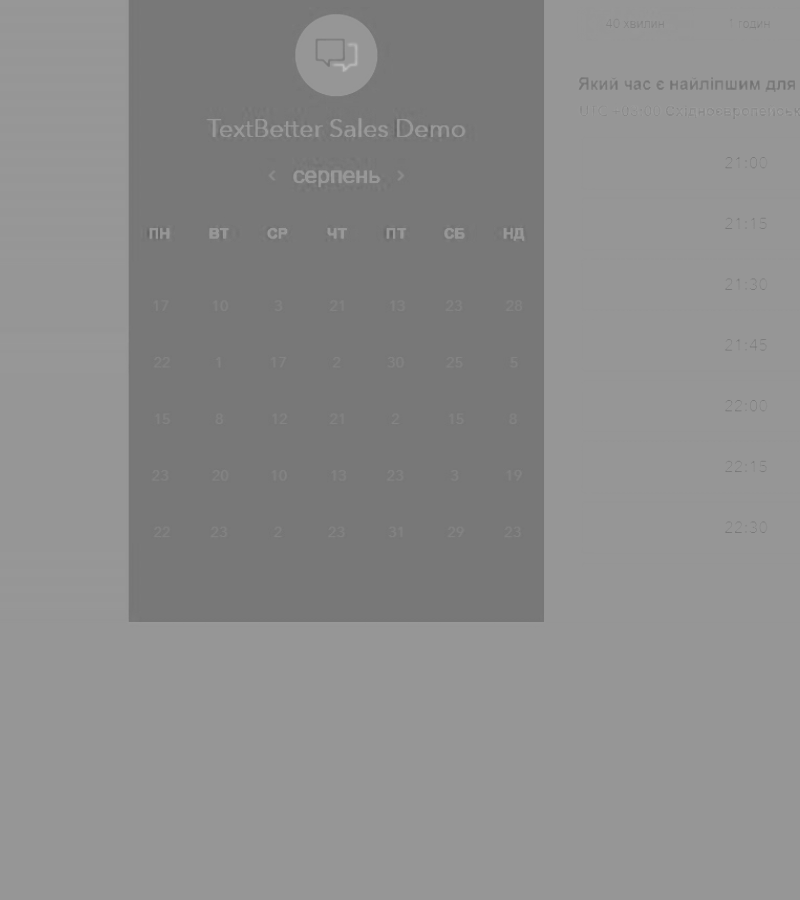 TextBetter Sales Demo
‹ серпень ›
ПН ВТ СР ЧТ ПТ СБ НД
17 10 3 21 13 23 28
22 1 17 2 30 25 5
15 8 12 21 2 15 8
23 20 10 13 23 3 19
22 23 2 23 31 29 23
40 хвилин 1 годин
Який час є найліпшим для
UTC
21:00
21:15
21:30
21:45
22:00
22:15
22:30